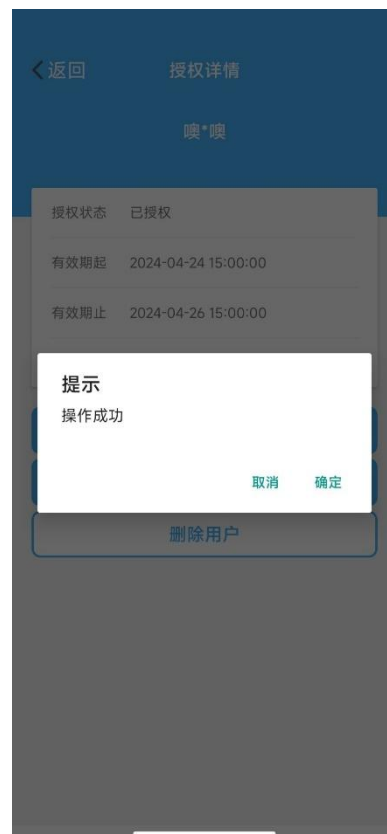 返回
授权详情
噢*噢
授权状态 已授权
有效期起 2024-04-24 15:00:00
有效期止 2024-04-26 15:00:00
提示
操作成功
取消 确定
删除用户